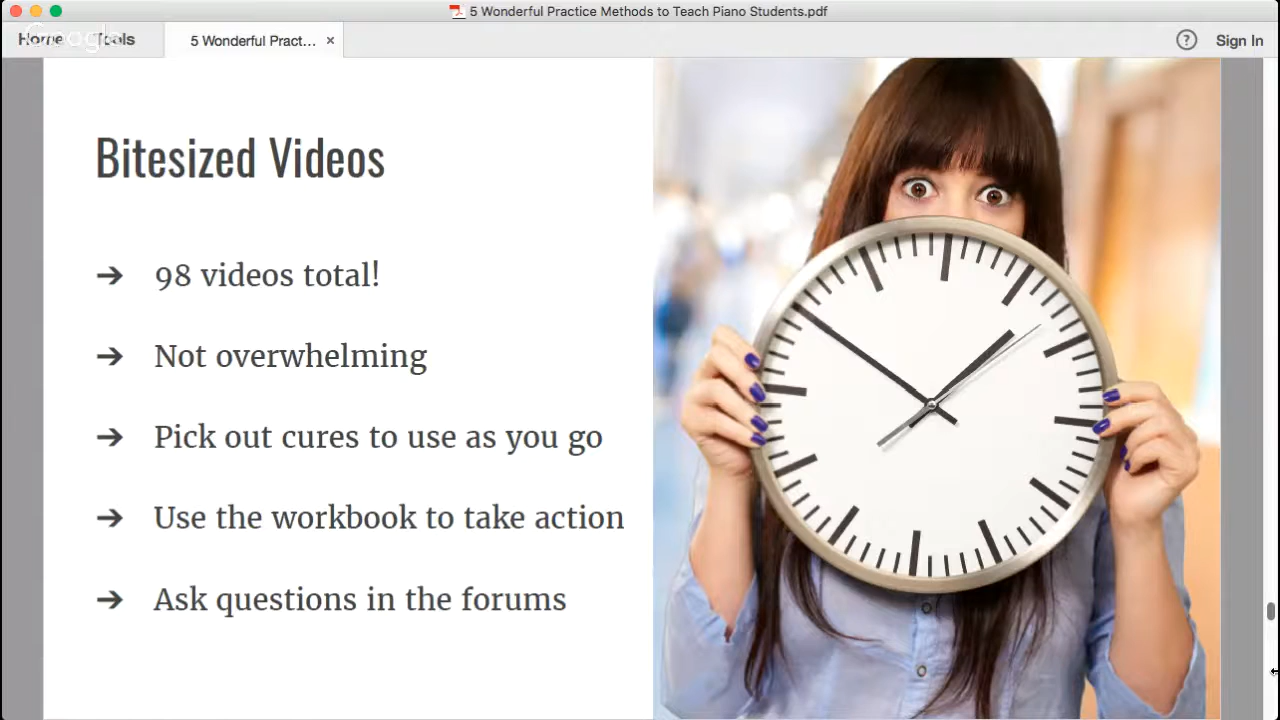 5 Wonderful Practice Methods to Teach Piano Students.pdf
Home
Tools
5 Wonderful Pract... ×
? Sign In
Google
Bitesized Videos
➔ 98 videos total!
➔ Not overwhelming
➔ Pick out cures to use as you go
➔ Use the workbook to take action
➔ Ask questions in the forums